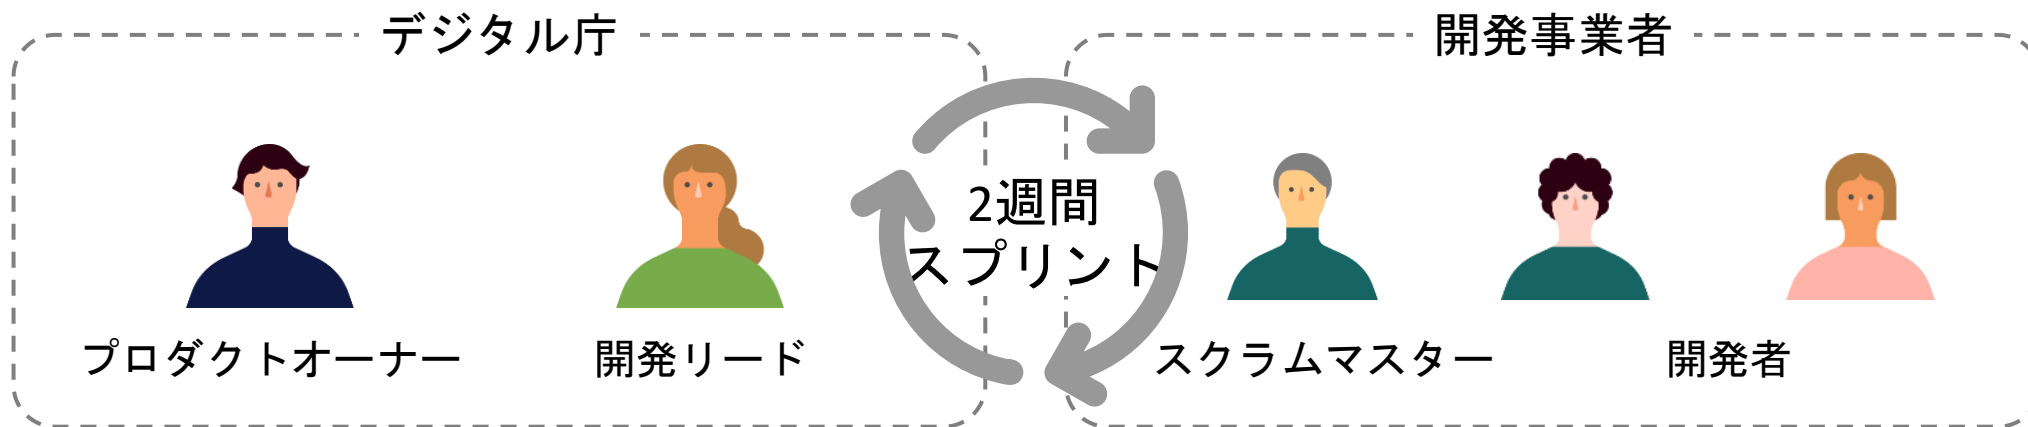 デジタル庁
開発事業者
2週間
スプリント
プロダクトオーナー
開発リード
スクラムマスター
開発者